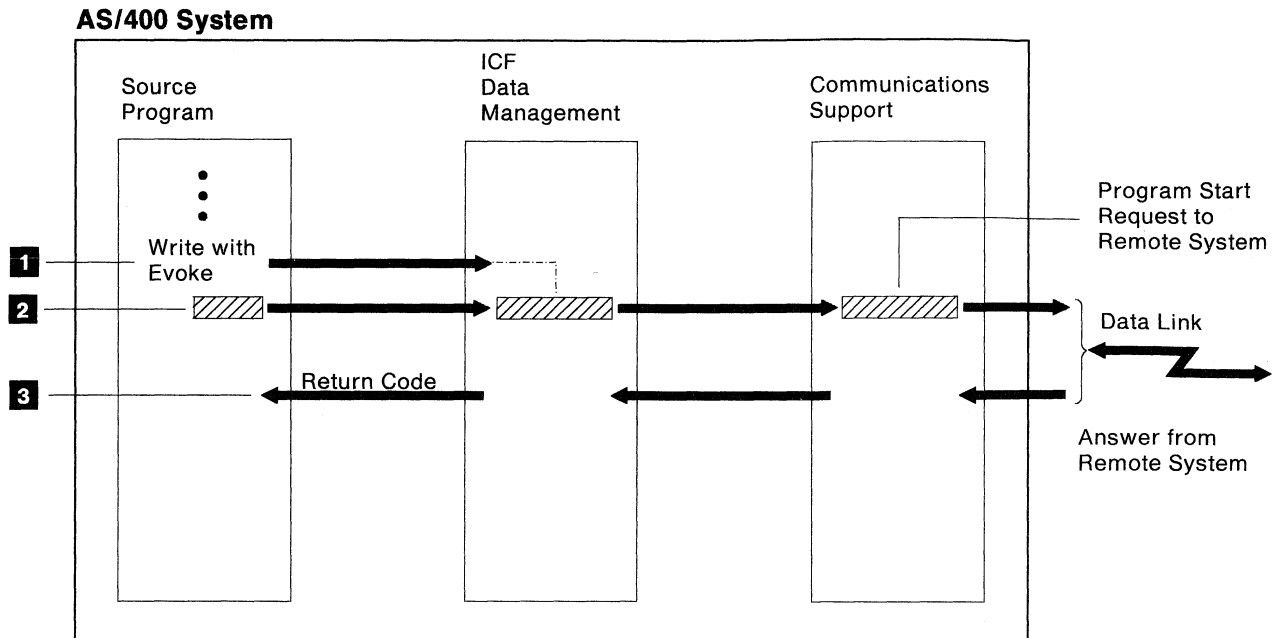 AS/400 System
Source
Program
ICF
Data
Management
Communications
Support
Program Start
Request to
Remote System
1
Write with
Evoke
2
Data Link
3
Return Code
Answer from
Remote System